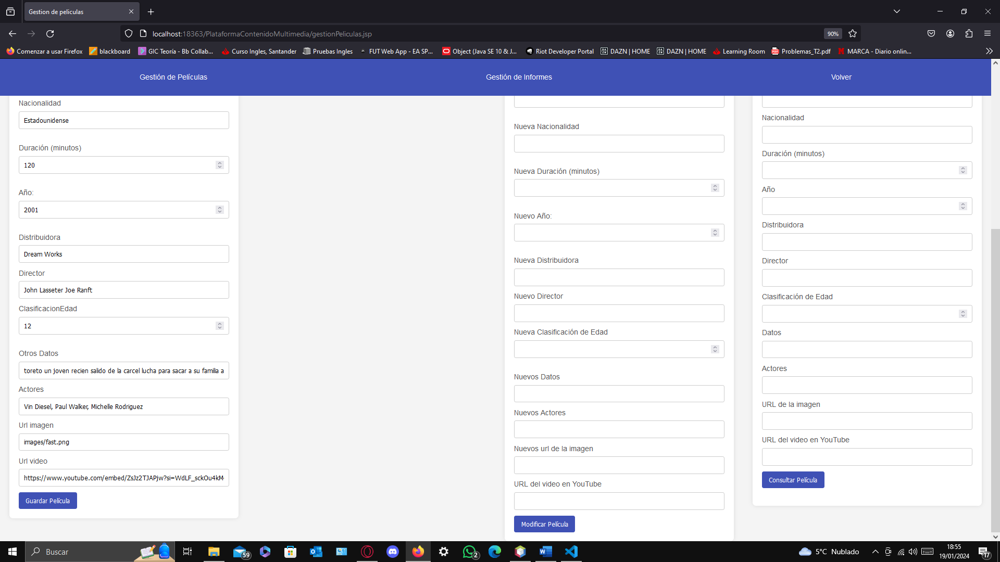 Gestion de peliculas
localhost:18363/PlataformaContenidoMultimedia/gestionPeliculas.jsp
90%
Comenzar a usar Firefox
blackboard
GIC Teoría - Bb Collab...
Curso Ingles, Santander
Pruebas Ingles
FUT Web App - EA SP...
Object (Java SE 10 & J...
Riot Developer Portal
DAZN | HOME
DAZN | HOME
Learning Room
Problemas_T2.pdf
MARCA - Diario onlin...
Gestión de Películas
Gestión de Informes
Volver
Nacionalidad
Estadounidense
Duración (minutos)
120
Año:
2001
Distribuidora
Dream Works
Director
John Lasseter Joe Ranft
ClasificacionEdad
12
Otros Datos
toreto un joven recien salido de la carcel lucha para sacar a su familia a
Actores
Vin Diesel, Paul Walker, Michelle Rodriguez
Url imagen
images/fast.png
Url video
https://www.youtube.com/embed/ZsJz2TJAPjw?si=WdLF_sckOu4kM
Guardar Película
Nueva Nacionalidad
Nueva Duración (minutos)
Nuevo Año:
Nueva Distribuidora
Nuevo Director
Nueva Clasificación de Edad
Nuevos Datos
Nuevos Actores
Nuevos url de la imagen
URL del video en YouTube
Modificar Película
Nacionalidad
Duración (minutos)
Año
Distribuidora
Director
Clasificación de Edad
Datos
Actores
URL de la imagen
URL del video en YouTube
Consultar Película
Buscar
59
2
5°C Nublado
18:55
19/01/2024
17